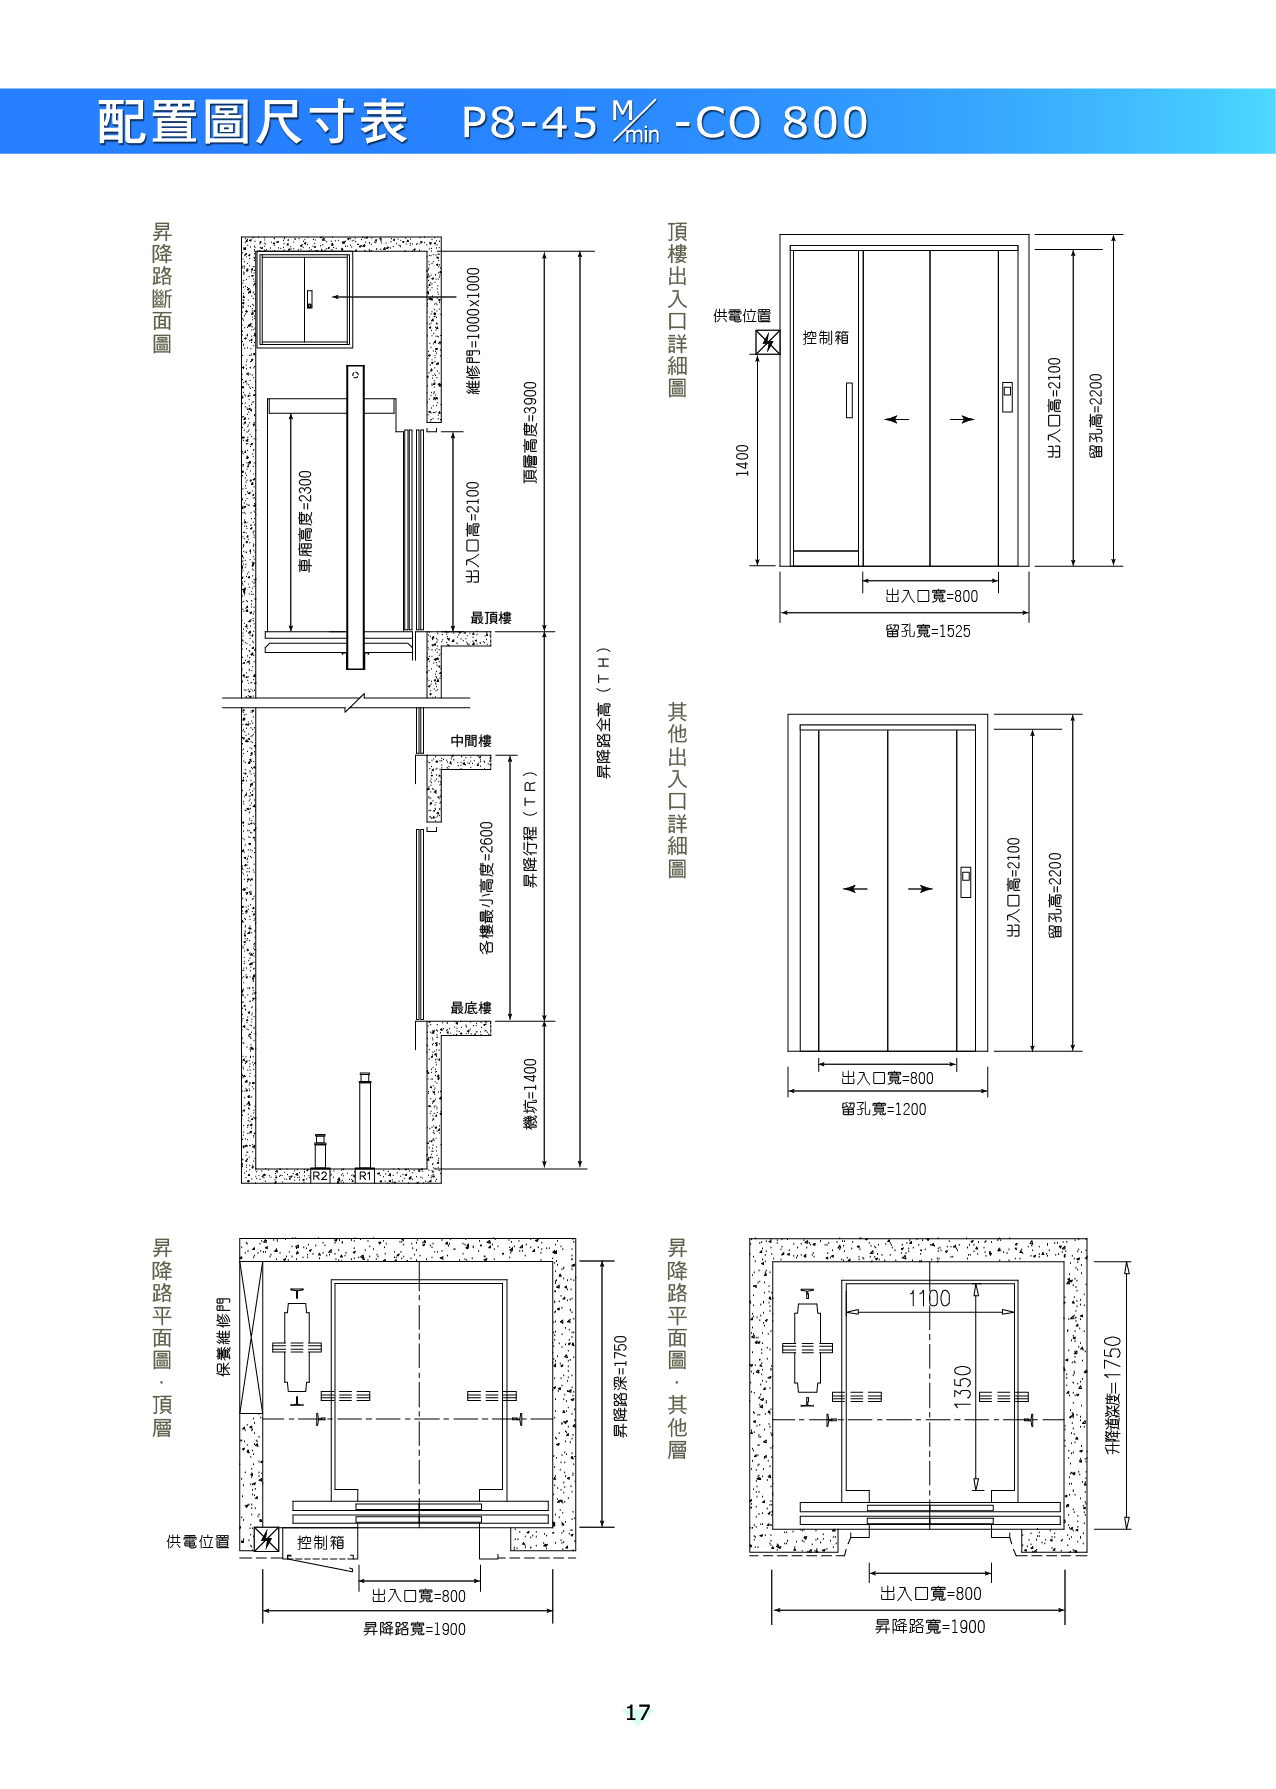 配置圖尺寸表 P8-45 M/min -CO 800
昇降路斷面圖
維修門=1000x1000
頂層高度=3900
車廂高度=2300
出入口高=2100
最頂樓
昇降路全高（TH）
中間樓
昇降行程（TR）
各樓最小高度=2600
最底樓
機坑=1400
R2
R1
頂樓出入口詳細圖
供電位置
控制箱
1400
出入口高=2100
留孔高=2200
出入口寬=800
留孔寬=1525
其他出入口詳細圖
出入口高=2100
留孔高=2200
出入口寬=800
留孔寬=1200
昇降路平面圖．頂層
保養維修門
昇降路深=1750
供電位置
控制箱
出入口寬=800
昇降路寬=1900
昇降路平面圖．其他層
1100
1350
升降道深度=1750
出入口寬=800
昇降路寬=1900
17